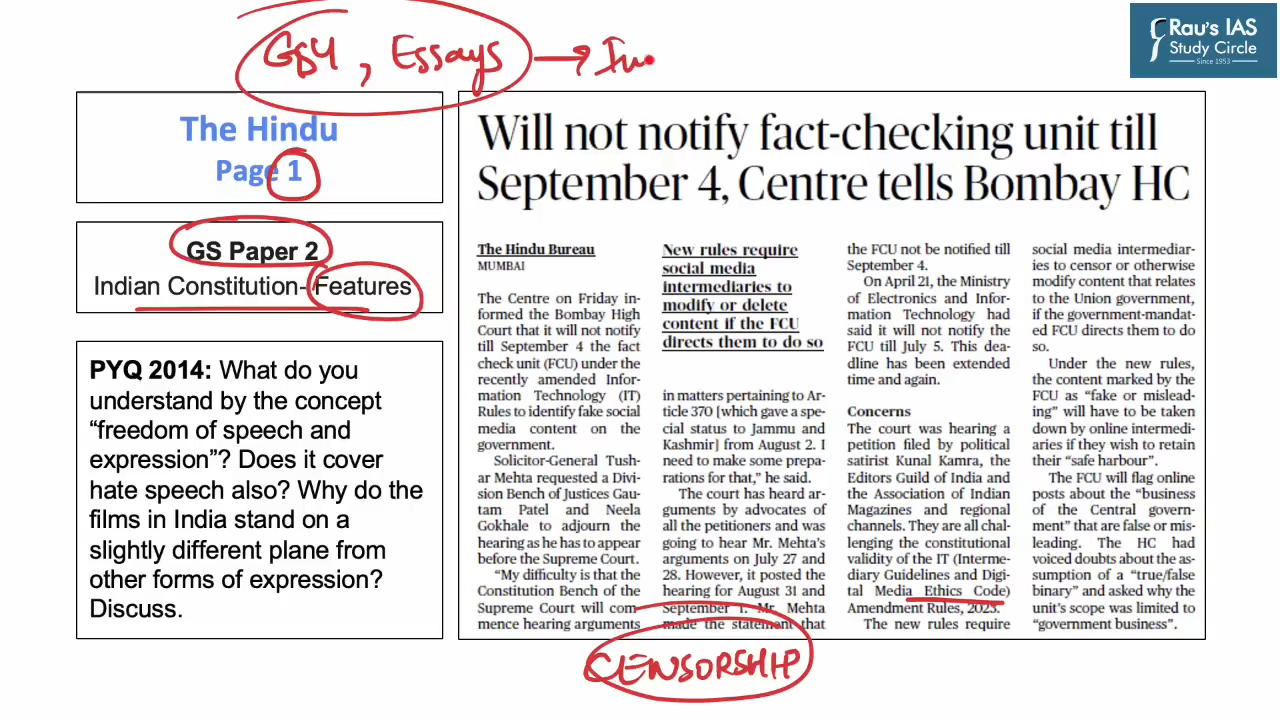 GS4, Essays →
Rau's IAS
Study Circle
Since 1953
The Hindu
Page 1
GS Paper 2
Indian Constitution- Features
PYQ 2014: What do you
understand by the concept
“freedom of speech and
expression”? Does it cover
hate speech also? Why do the
films in India stand on a
slightly different plane from
other forms of expression?
Discuss.
Will not notify fact-checking unit till
September 4, Centre tells Bombay HC
The Hindu Bureau
MUMBAI
The Centre on Friday in-
formed the Bombay High
Court that it will not notify
till September 4 the fact
check unit (FCU) under the
recently amended Infor-
mation Technology (IT)
Rules to identify fake social
media content on the
government.
Solicitor-General Tush-
ar Mehta requested a Divi-
sion Bench of Justices Gau-
tam Patel and Neela
Gokhale to adjourn the
hearing as he has to appear
before the Supreme Court.
“My difficulty is that the
Constitution Bench of the
Supreme Court will com-
mence hearing arguments
New rules require
social media
intermediaries to
modify or delete
content if the FCU
directs them to do so
in matters pertaining to Ar-
ticle 370 [which gave a spe-
cial status to Jammu and
Kashmir] from August 2. I
need to make some prepa-
rations for that,” he said.
The court has heard ar-
guments by advocates of
all the petitioners and was
going to hear Mr. Mehta's
arguments on July 27 and
28. However, it posted the
hearing for August 31 and
September 1. Mr. Mehta
made the statement that
the FCU not be notified till
September 4.
On April 21, the Ministry
of Electronics and Infor-
mation Technology had
said it will not notify the
FCU till July 5. This dea-
dline has been extended
time and again.
Concerns
The court was hearing a
petition filed by political
satirist Kunal Kamra, the
Editors Guild of India and
the Association of Indian
Magazines and regional
channels. They are all chal-
lenging the constitutional
validity of the IT (Interme-
diary Guidelines and Digi-
tal Media Ethics Code)
Amendment Rules, 2023.
The new rules require
social media intermediar-
ies to censor or otherwise
modify content that relates
to the Union government,
if the government-mandat-
ed FCU directs them to do
so.
Under the new rules,
the content marked by the
FCU as “fake or mislead-
ing” will have to be taken
down by online intermedi-
aries if they wish to retain
their “safe harbour”.
The FCU will flag online
posts about the “business
of the Central govern-
ment” that are false or mis-
leading. The HC had
voiced doubts about the as-
sumption of a “true/false
binary” and asked why the
unit's scope was limited to
“government business”.
CENSORSHIP